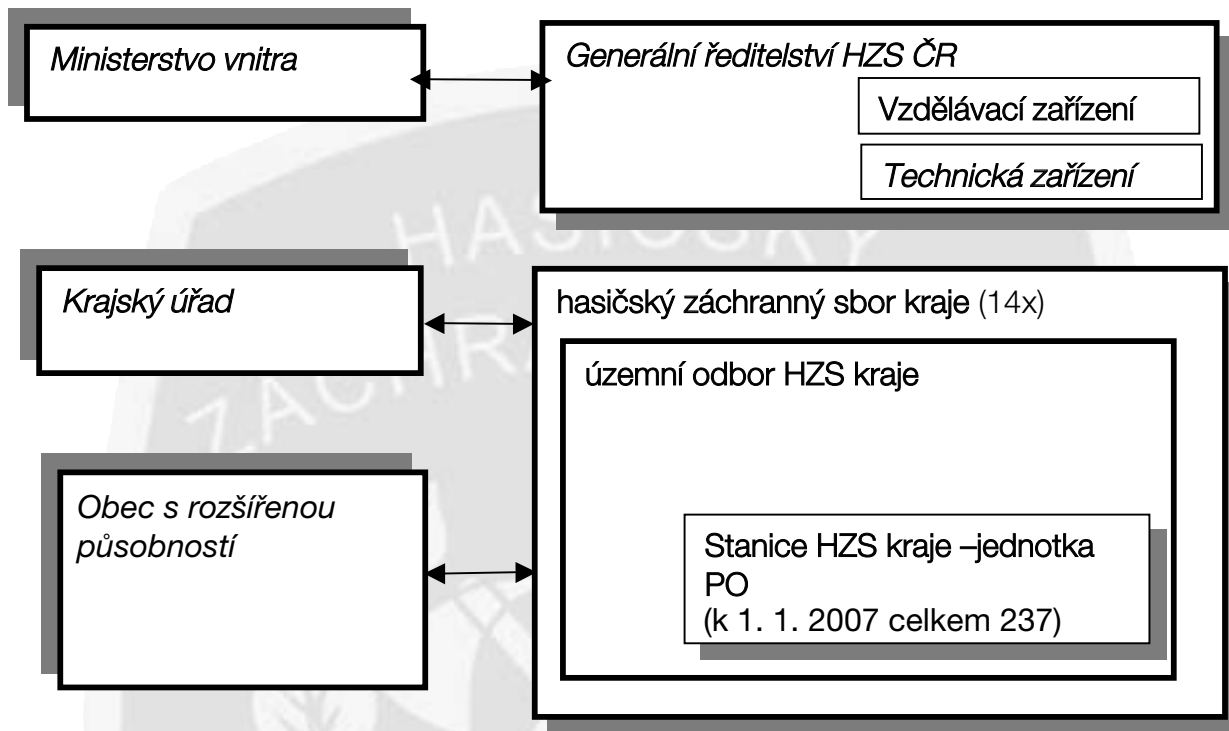 Ministerstvo vnitra
Generální ředitelství HZS ČR
Vzdělávací zařízení
Technická zařízení
HASIČSKÝ
Krajský úřad
hasičský záchranný sbor kraje (14x)
územní odbor HZS kraje
Obec s rozšířenou
působností
Stanice HZS kraje –jednotka
PO
(k 1. 1. 2007 celkem 237)